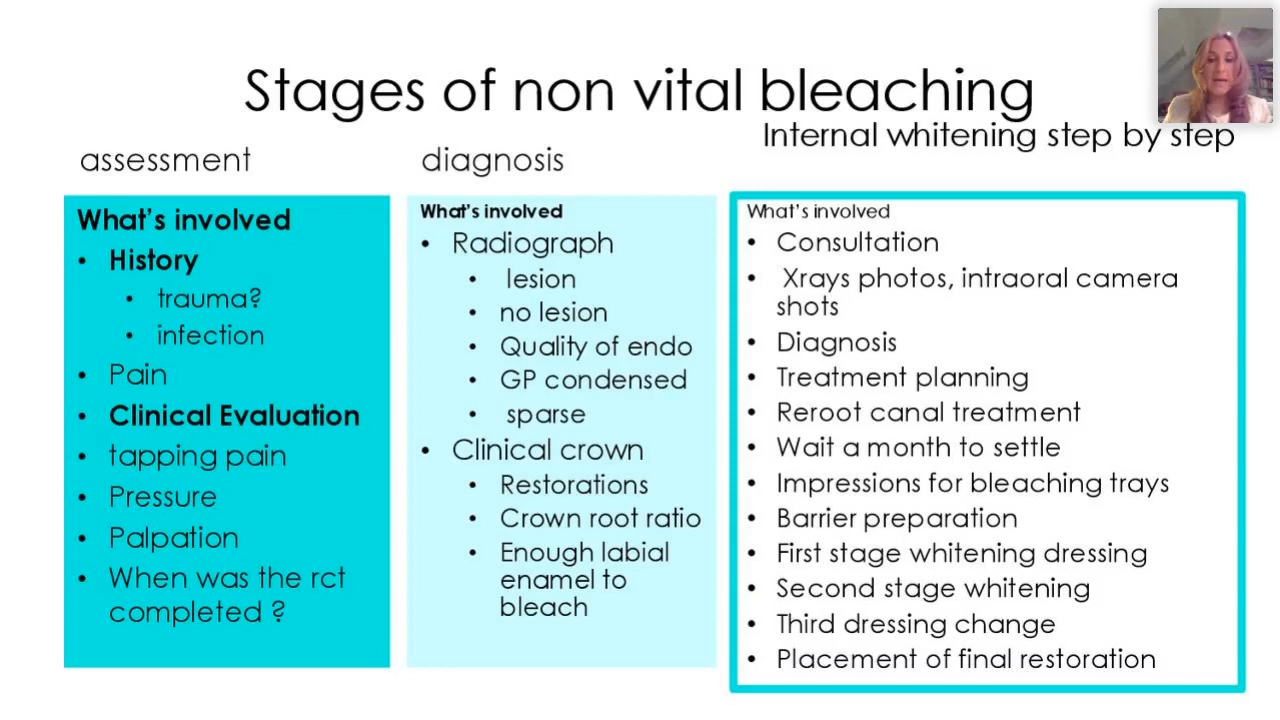 Stages of non vital bleaching
assessment
What's involved
• History
• trauma?
• infection
• Pain
• Clinical Evaluation
• tapping pain
• Pressure
• Palpation
• When was the rct
completed ?
diagnosis
What's involved
• Radiograph
• lesion
• no lesion
• Quality of endo
• GP condensed
• sparse
• Clinical crown
• Restorations
• Crown root ratio
• Enough labial
enamel to
bleach
Internal whitening step by step
What's involved
• Consultation
• Xrays photos, intraoral camera
shots
• Diagnosis
• Treatment planning
• Reroot canal treatment
• Wait a month to settle
• Impressions for bleaching trays
• Barrier preparation
• First stage whitening dressing
• Second stage whitening
• Third dressing change
• Placement of final restoration